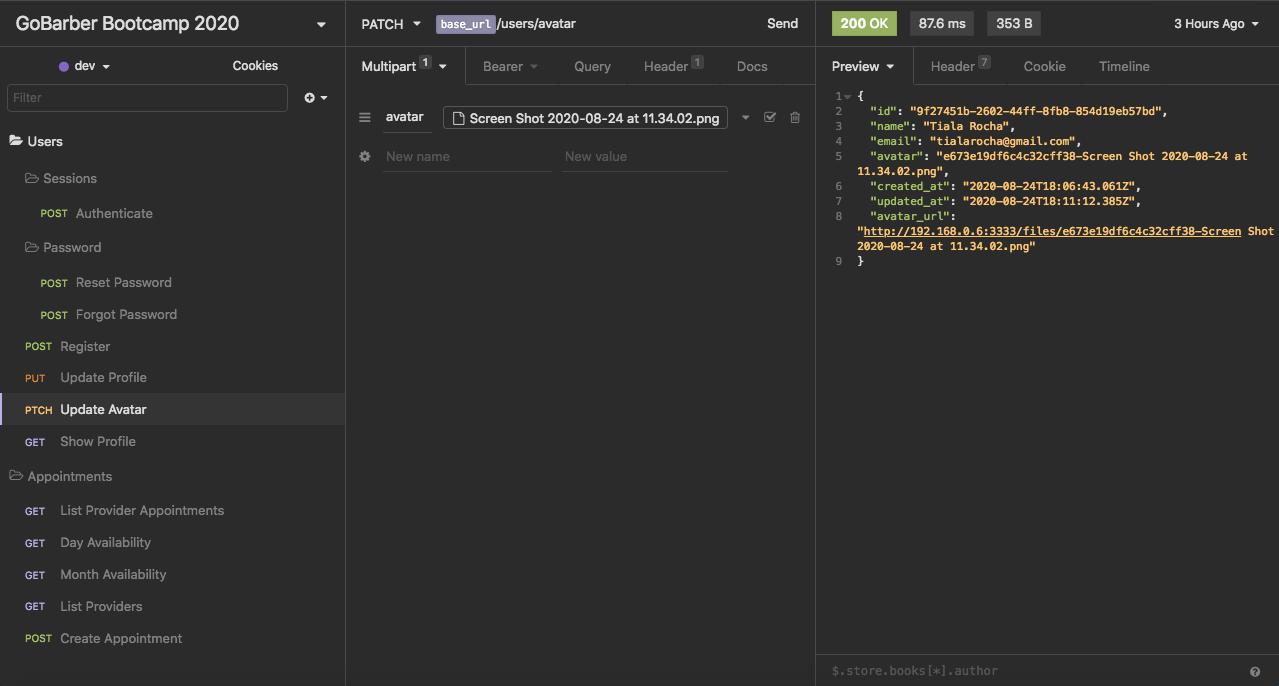 GoBarber Bootcamp 2020
dev
Cookies
Filter
Users
Sessions
POST Authenticate
Password
POST Reset Password
POST Forgot Password
POST Register
PUT Update Profile
PTCH Update Avatar
GET Show Profile
Appointments
GET List Provider Appointments
GET Day Availability
GET Month Availability
GET List Providers
POST Create Appointment
PATCH base_url/users/avatar Send
Multipart 1 Bearer Query Header 1 Docs
avatar Screen Shot 2020-08-24 at 11.34.02.png
New name New value
200 OK 87.6 ms 353 B 3 Hours Ago
Preview Header 7 Cookie Timeline
1 {
2 "id": "9f27451b-2602-44ff-8fb8-854d19eb57bd",
3 "name": "Tiala Rocha",
4 "email": "tialarocha@gmail.com",
5 "avatar": "e673e19df6c4c32cff38-Screen Shot 2020-08-24 at
11.34.02.png",
6 "created_at": "2020-08-24T18:06:43.061Z",
7 "updated_at": "2020-08-24T18:11:12.385Z",
8 "avatar_url":
"http://192.168.0.6:3333/files/e673e19df6c4c32cff38-Screen Shot
2020-08-24 at 11.34.02.png"
9 }
$.store.books[*].author